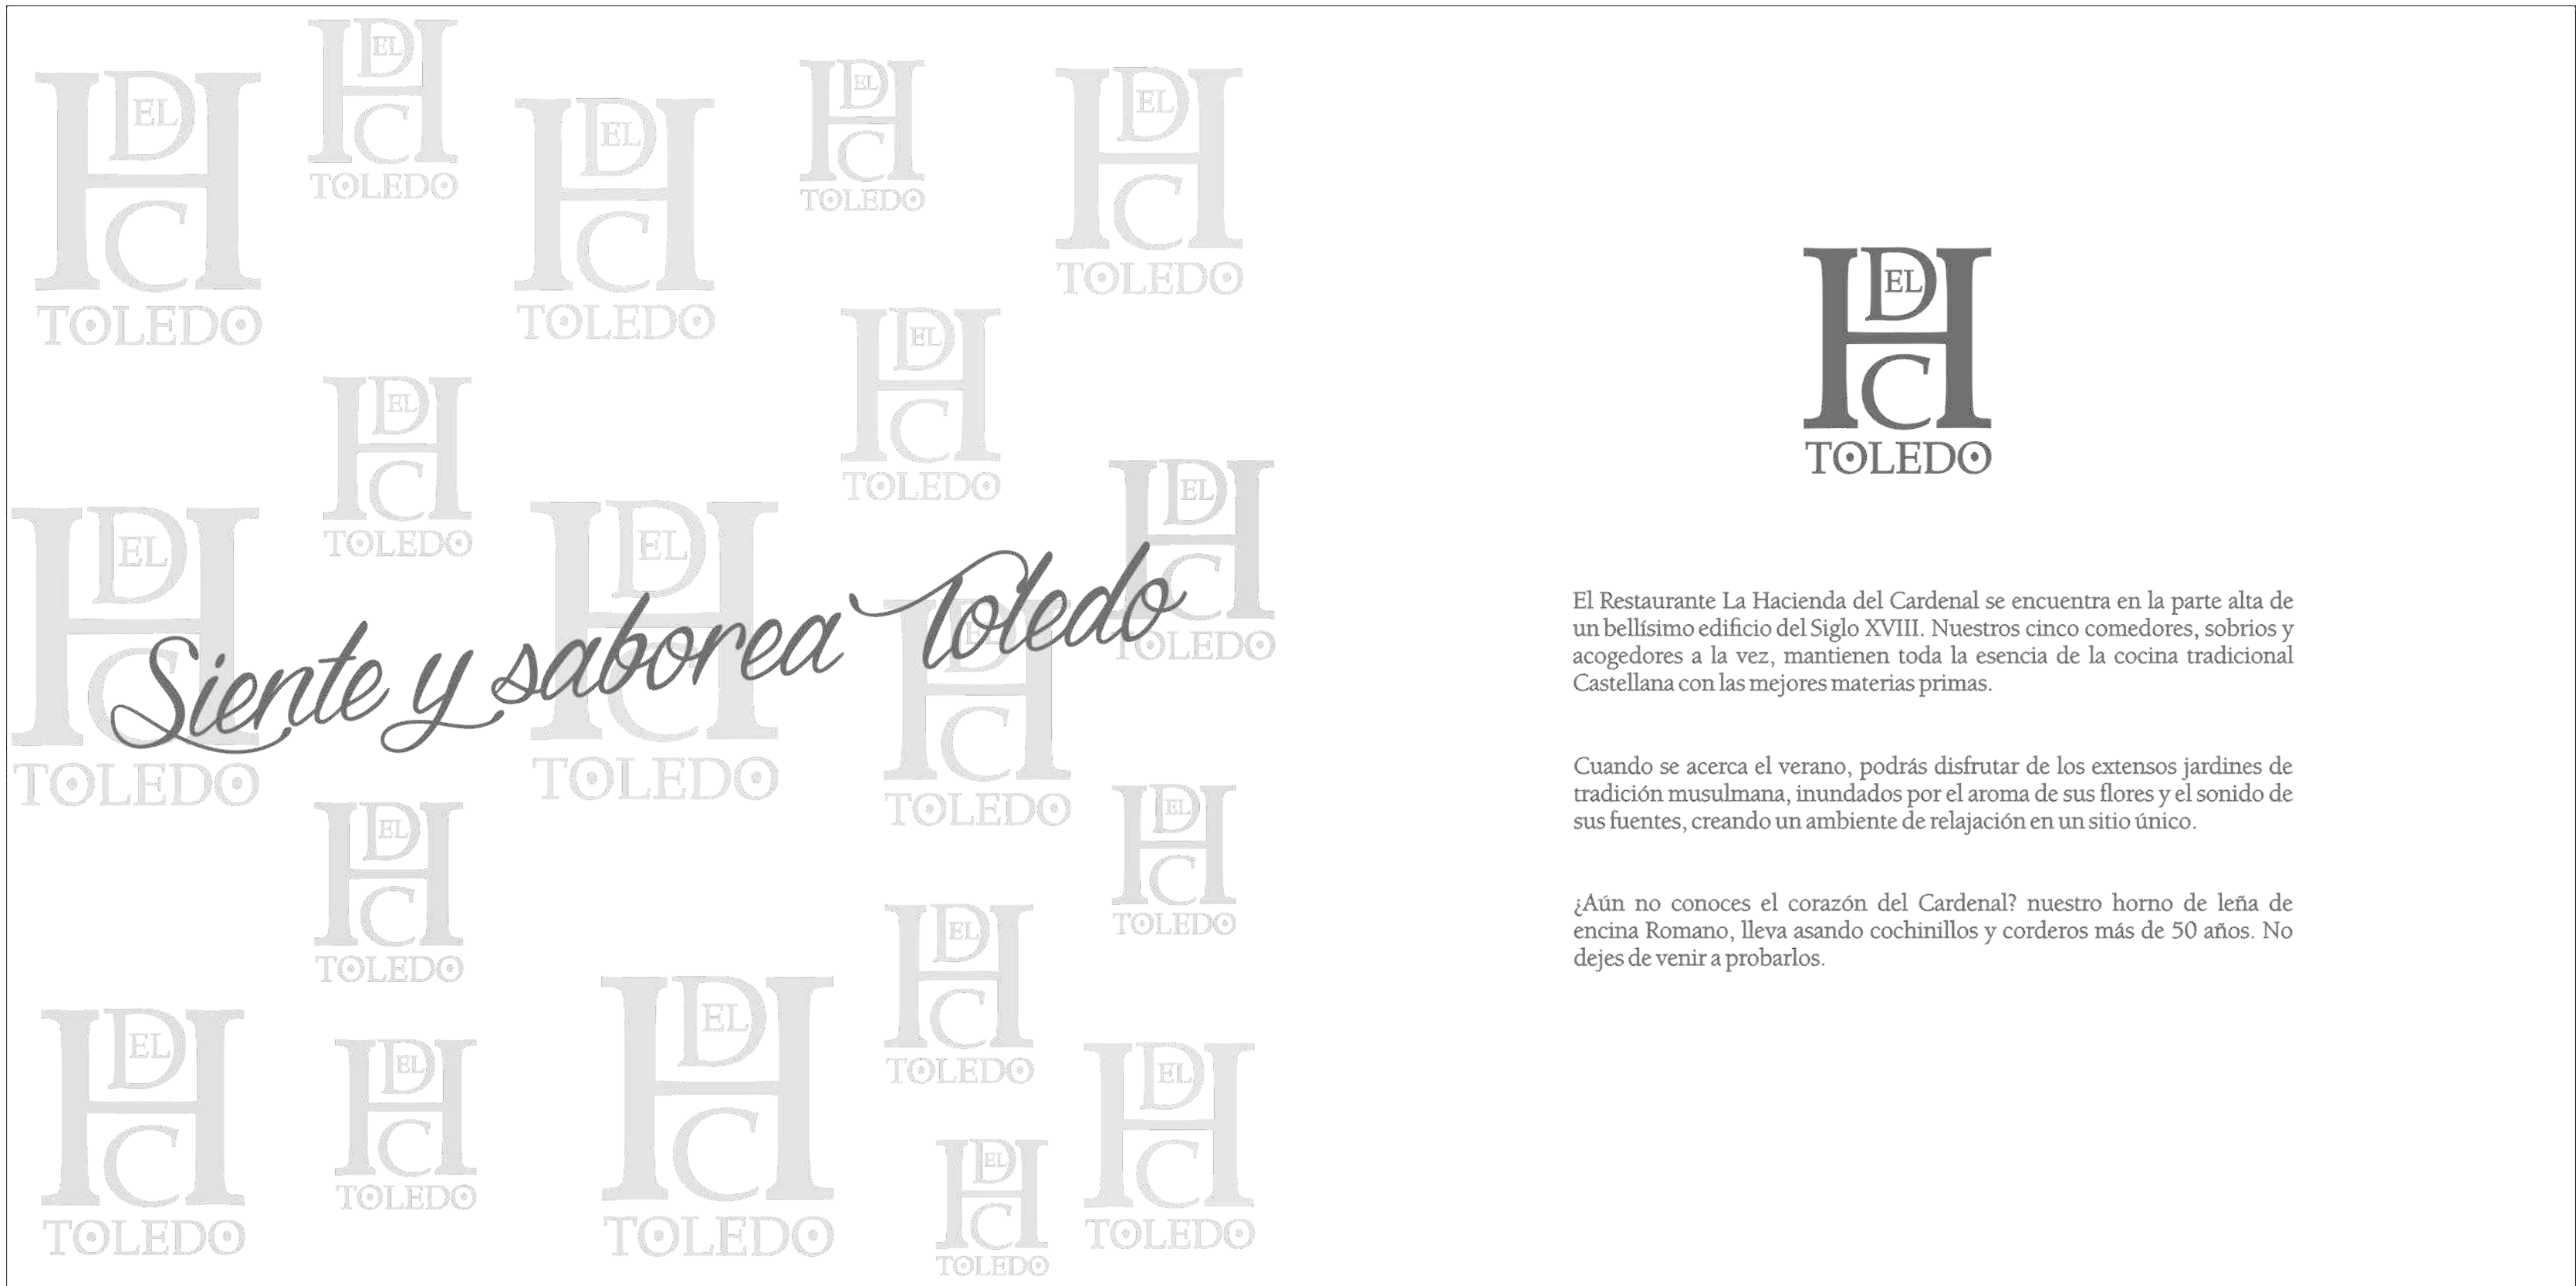 Siente y saborea Toledo
H DEL C
TOLEDO
El Restaurante La Hacienda del Cardenal se encuentra en la parte alta de
un bellísimo edificio del Siglo XVIII. Nuestros cinco comedores, sobrios y
acogedores a la vez, mantienen toda la esencia de la cocina tradicional
Castellana con las mejores materias primas.
Cuando se acerca el verano, podrás disfrutar de los extensos jardines de
tradición musulmana, inundados por el aroma de sus flores y el sonido de
sus fuentes, creando un ambiente de relajación en un sitio único.
¿Aún no conoces el corazón del Cardenal? nuestro horno de leña de
encina Romano, lleva asando cochinillos y corderos más de 50 años. No
dejes de venir a probarlos.